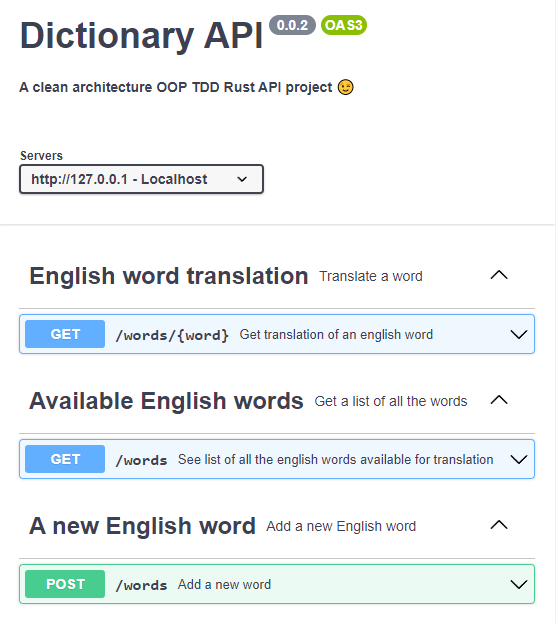 Dictionary API 0.0.2 OAS3
A clean architecture OOP TDD Rust API project 😉
Servers
http://127.0.0.1 - Localhost
English word translation Translate a word
GET /words/{word} Get translation of an english word
Available English words Get a list of all the words
GET /words See list of all the english words available for translation
A new English word Add a new English word
POST /words Add a new word